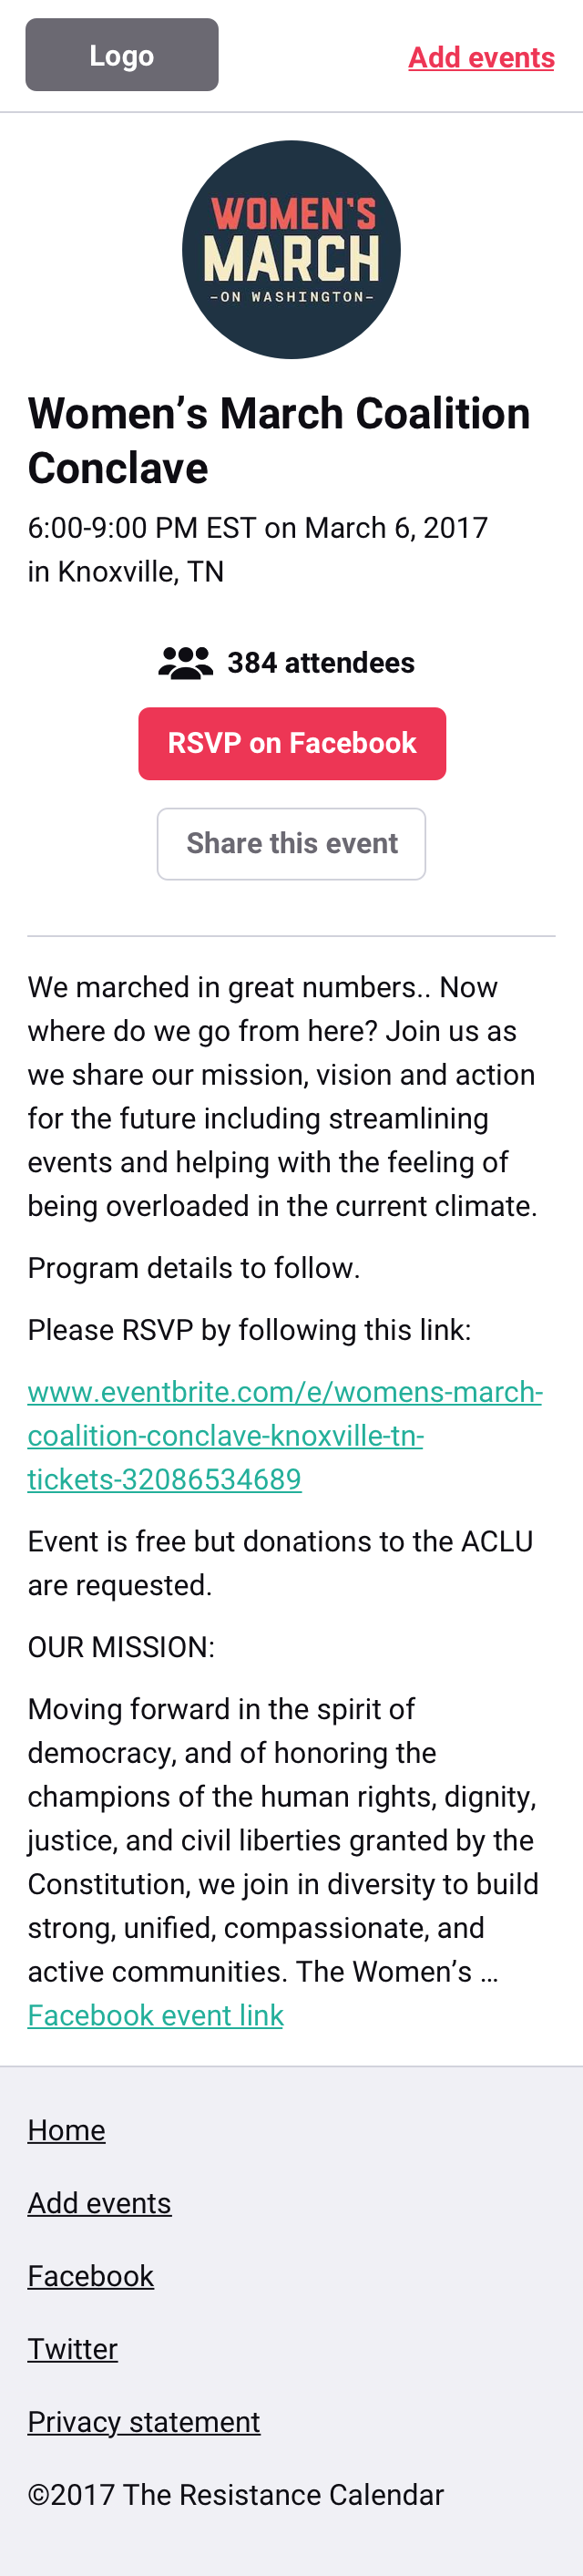 Logo
Add events
WOMEN'S
MARCH
-ON WASHINGTON-
Women’s March Coalition
Conclave
6:00-9:00 PM EST on March 6, 2017
in Knoxville, TN
384 attendees
RSVP on Facebook
Share this event
We marched in great numbers.. Now
where do we go from here? Join us as
we share our mission, vision and action
for the future including streamlining
events and helping with the feeling of
being overloaded in the current climate.
Program details to follow.
Please RSVP by following this link:
www.eventbrite.com/e/womens-march-
coalition-conclave-knoxville-tn-
tickets-32086534689
Event is free but donations to the ACLU
are requested.
OUR MISSION:
Moving forward in the spirit of
democracy, and of honoring the
champions of the human rights, dignity,
justice, and civil liberties granted by the
Constitution, we join in diversity to build
strong, unified, compassionate, and
active communities. The Women’s ...
Facebook event link
Home
Add events
Facebook
Twitter
Privacy statement
©2017 The Resistance Calendar